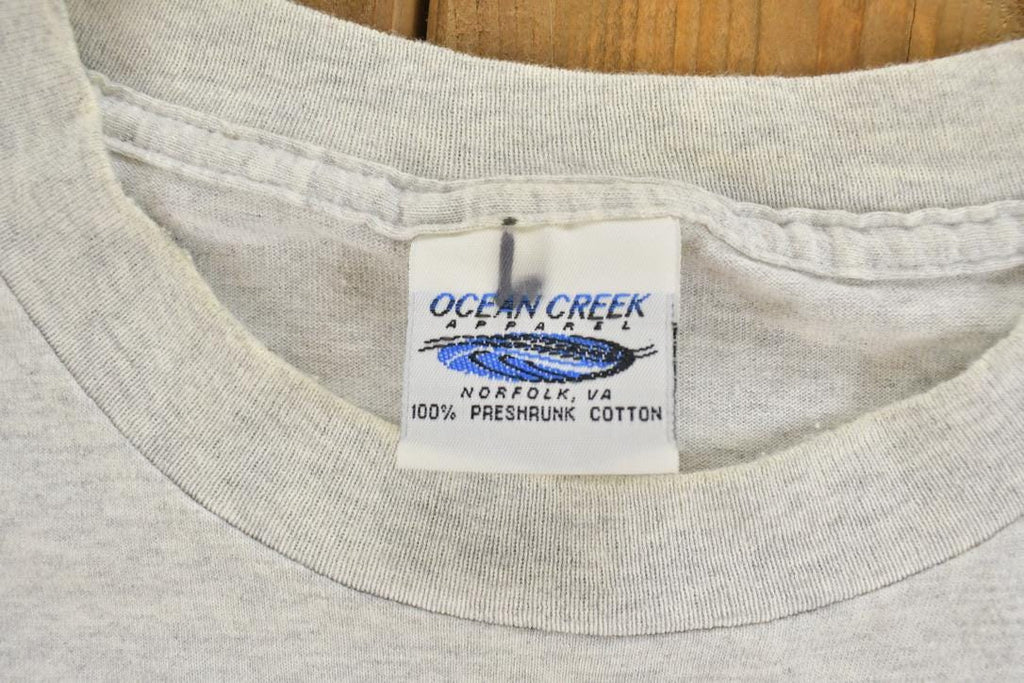 L
OCEAN CREEK
APPAREL
NORFOLK, VA
100% PRESHRUNK COTTON